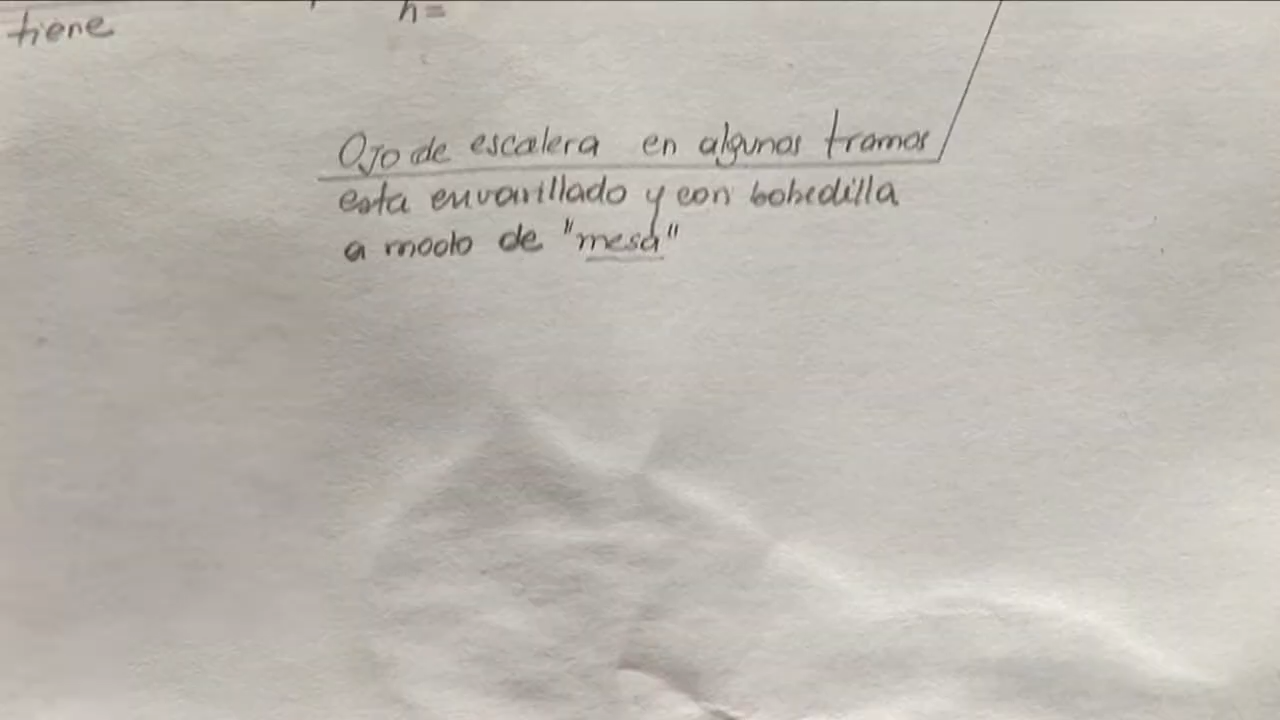 tiene
h=
Ojo de escalera en algunos tramos
esta envarillado y con bobedilla
a modo de "mesa"